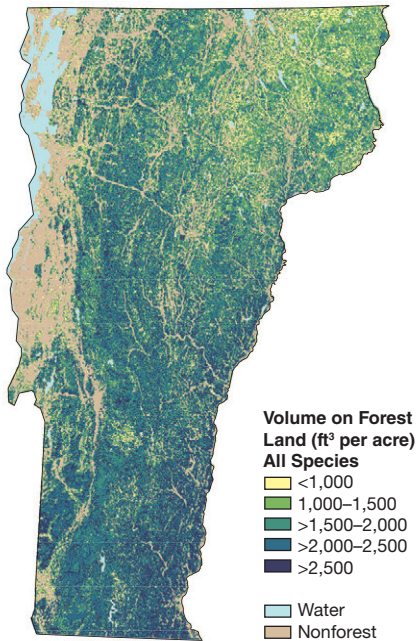 Volume on Forest
Land (ft³ per acre)
All Species
<1,000
1,000–1,500
>1,500–2,000
>2,000–2,500
>2,500
Water
Nonforest